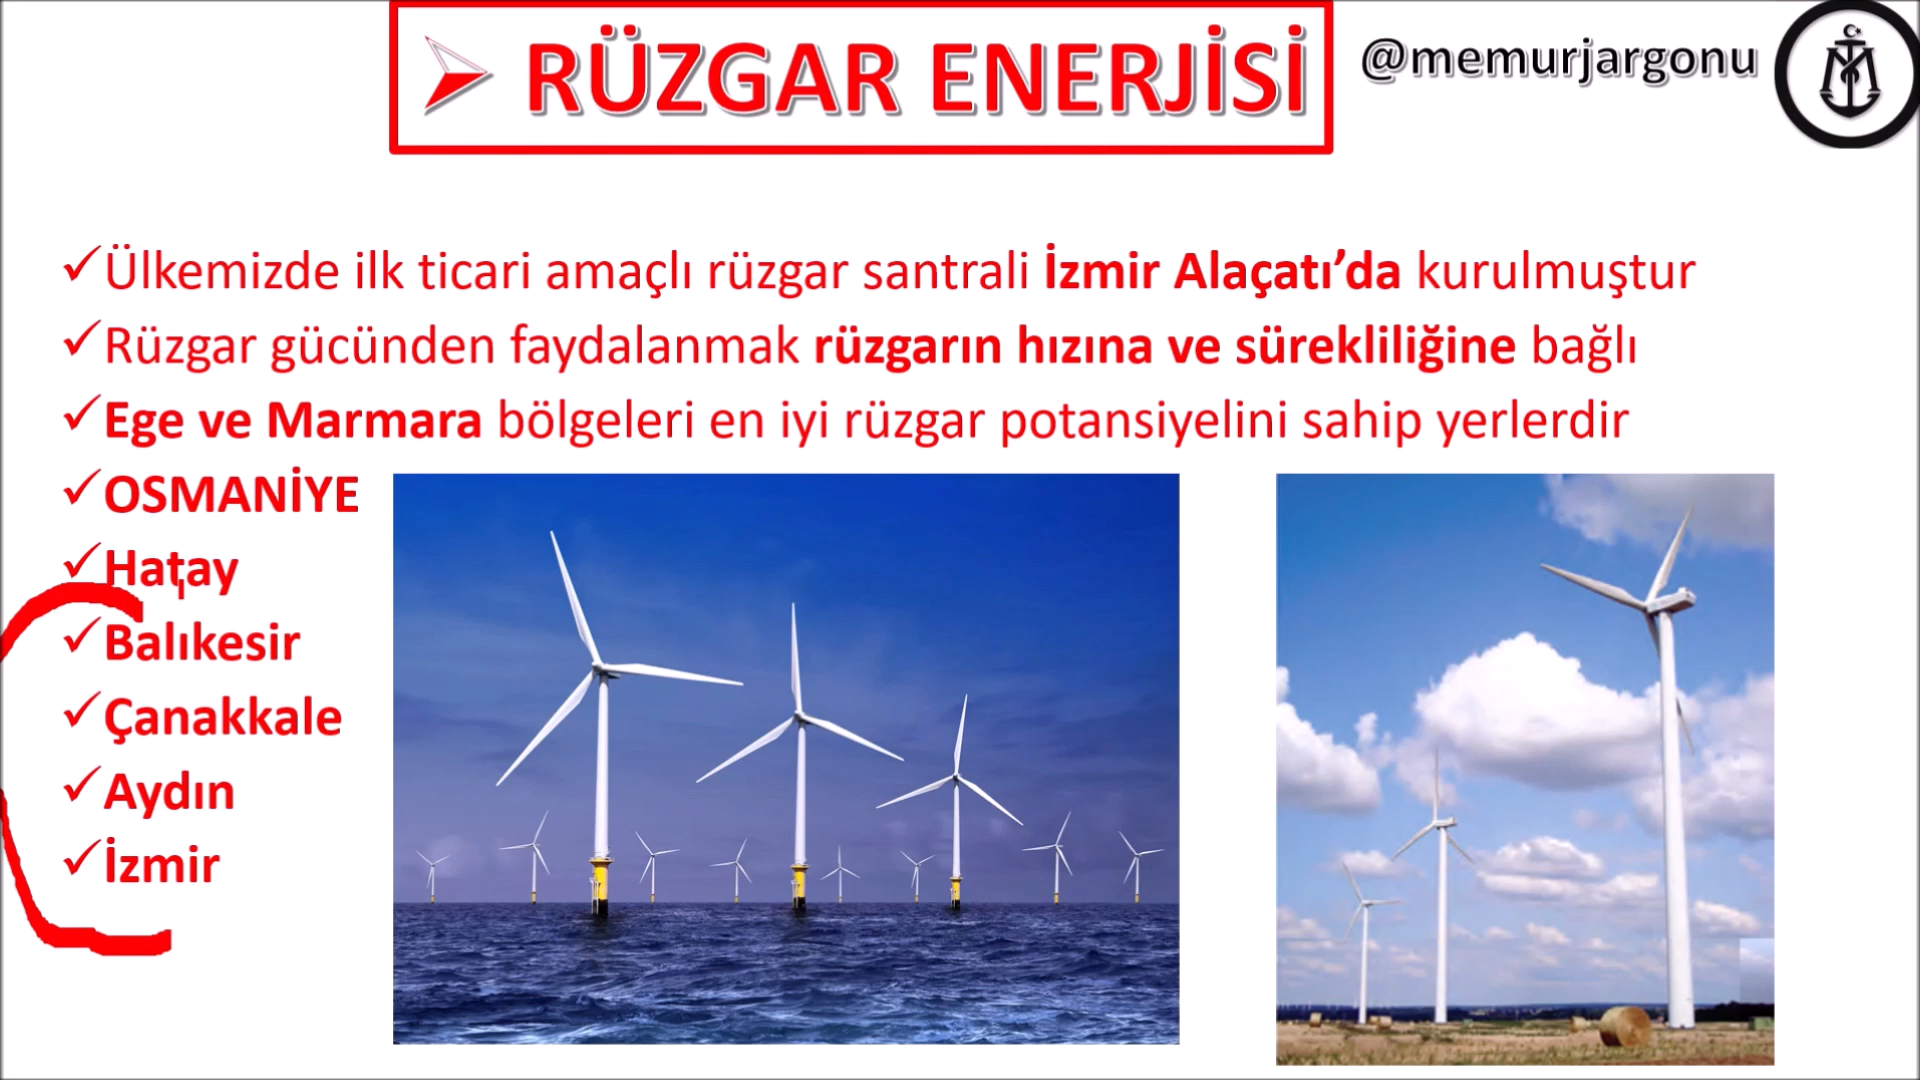 RÜZGAR ENERJİSİ
@memurjargonu
Ülkemizde ilk ticari amaçlı rüzgar santrali İzmir Alaçatı’da kurulmuştur
Rüzgar gücünden faydalanmak rüzgarın hızına ve sürekliliğine bağlı
Ege ve Marmara bölgeleri en iyi rüzgar potansiyelini sahip yerlerdir
OSMANİYE
Hatay
Balıkesir
Çanakkale
Aydın
İzmir